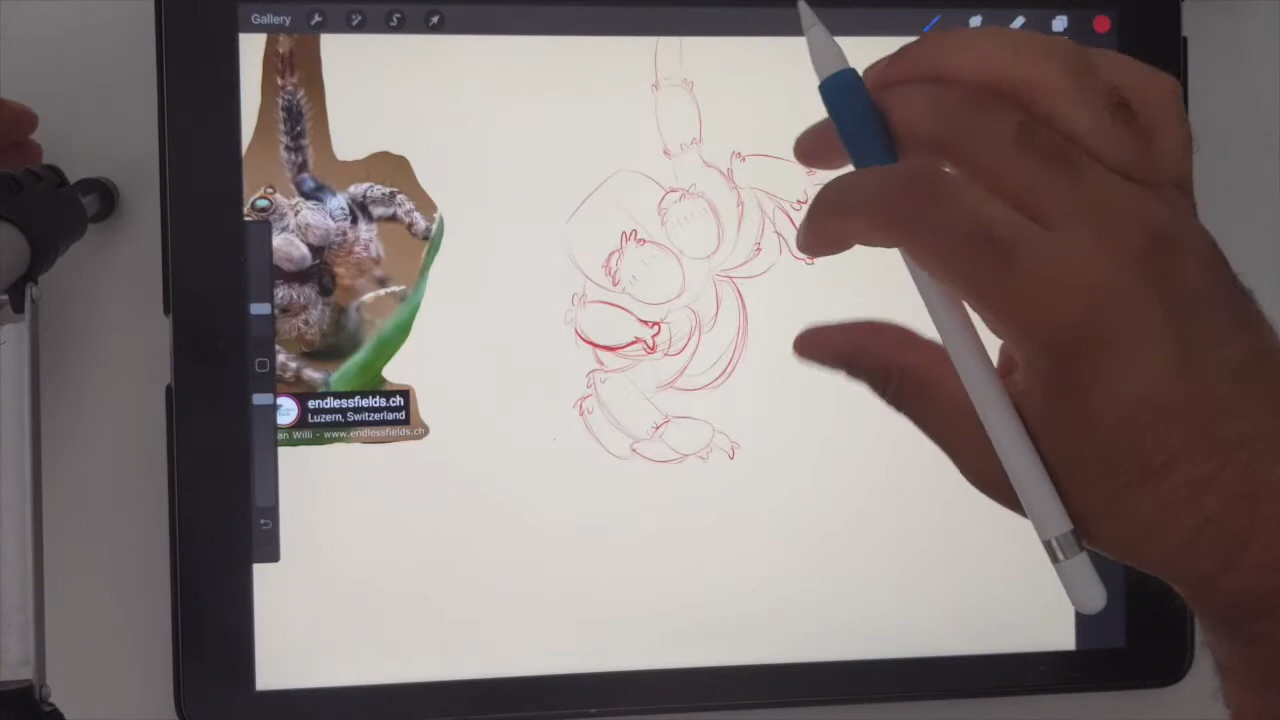 Gallery
endlessfields.ch
Luzern, Switzerland
an Willi - www.endlessfields.ch